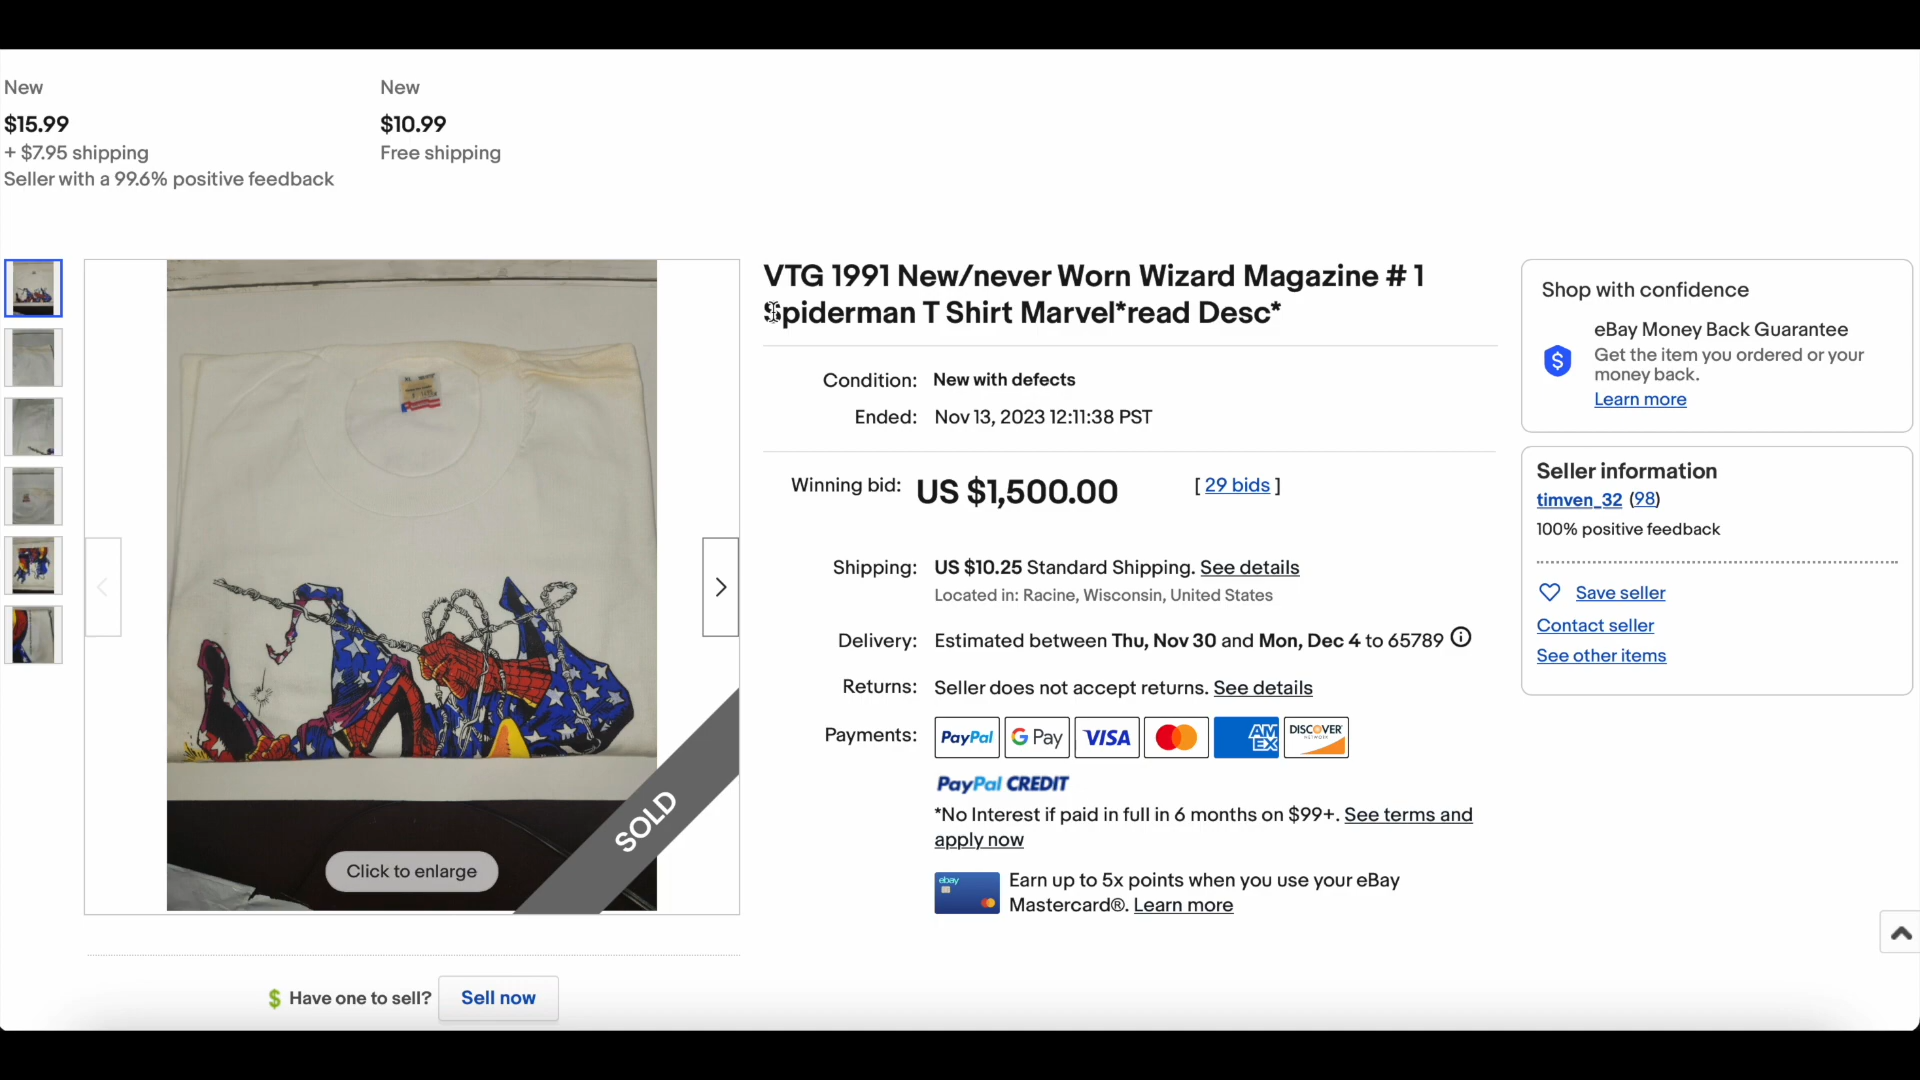 New
$15.99
+ $7.95 shipping
Seller with a 99.6% positive feedback
New
$10.99
Free shipping
VTG 1991 New/never Worn Wizard Magazine # 1
Spiderman T Shirt Marvel*read Desc*
Condition: New with defects
Ended: Nov 13, 2023 12:11:38 PST
Winning bid: US $1,500.00 [ 29 bids ]
Shipping: US $10.25 Standard Shipping. See details
Located in: Racine, Wisconsin, United States
Delivery: Estimated between Thu, Nov 30 and Mon, Dec 4 to 65789
Returns: Seller does not accept returns. See details
Payments: PayPal G Pay VISA AM EX DISCOVER
PayPal CREDIT
*No Interest if paid in full in 6 months on $99+. See terms and
apply now
ebay
Earn up to 5x points when you use your eBay
Mastercard®. Learn more
Shop with confidence
eBay Money Back Guarantee
$
Get the item you ordered or your
money back.
Learn more
Seller information
timven_32 (98)
100% positive feedback
Save seller
Contact seller
See other items
SOLD
Click to enlarge
$ Have one to sell? Sell now